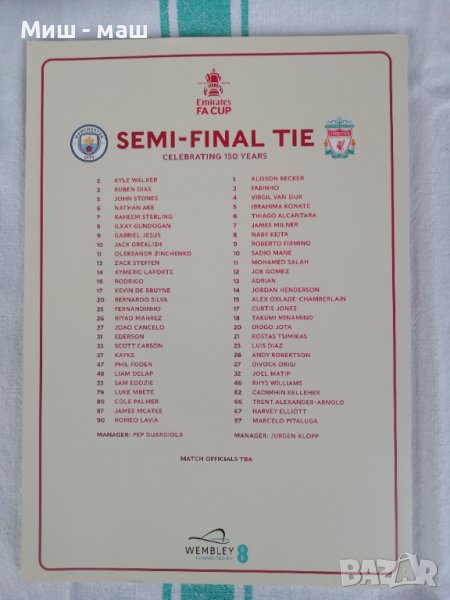 Миш - маш
Emirates
FA CUP
SEMI-FINAL TIE
CELEBRATING 150 YEARS
2 KYLE WALKER
3 RUBEN DIAS
5 JOHN STONES
6 NATHAN AKE
7 RAHEEM STERLING
8 ILKAY GUNDOGAN
9 GABRIEL JESUS
10 JACK GREALISH
11 OLEKSANDR ZINCHENKO
13 ZACK STEFFEN
14 AYMERIC LAPORTE
16 RODRIGO
17 KEVIN DE BRUYNE
20 BERNARDO SILVA
25 FERNANDINHO
26 RIYAD MAHREZ
27 JOAO CANCELO
31 EDERSON
33 SCOTT CARSON
37 KAYKE
47 PHIL FODEN
48 LIAM DELAP
53 SAM EDOZIE
79 LUKE MBETE
80 COLE PALMER
87 JAMES MCATEE
90 ROMEO LAVIA
MANAGER: PEP GUARDIOLA
1 ALISSON BECKER
3 FABINHO
4 VIRGIL VAN DIJK
5 IBRAHIMA KONATE
6 THIAGO ALCANTARA
7 JAMES MILNER
8 NABY KEITA
9 ROBERTO FIRMINO
10 SADIO MANE
11 MOHAMED SALAH
12 JOE GOMEZ
13 ADRIAN
14 JORDAN HENDERSON
15 ALEX OXLADE-CHAMBERLAIN
17 CURTIS JONES
18 TAKUMI MINAMINO
20 DIOGO JOTA
21 KOSTAS TSIMIKAS
23 LUIS DIAZ
26 ANDY ROBERTSON
27 DIVOCK ORIGI
32 JOEL MATIP
46 RHYS WILLIAMS
62 CAOIMHIN KELLEHER
66 TRENT ALEXANDER-ARNOLD
67 HARVEY ELLIOTT
97 MARCELO PITALUGA
MANAGER: JURGEN KLOPP
MATCH OFFICIALS TBA
WEMBLEY
CONNECTED BY
EE
BAZAR